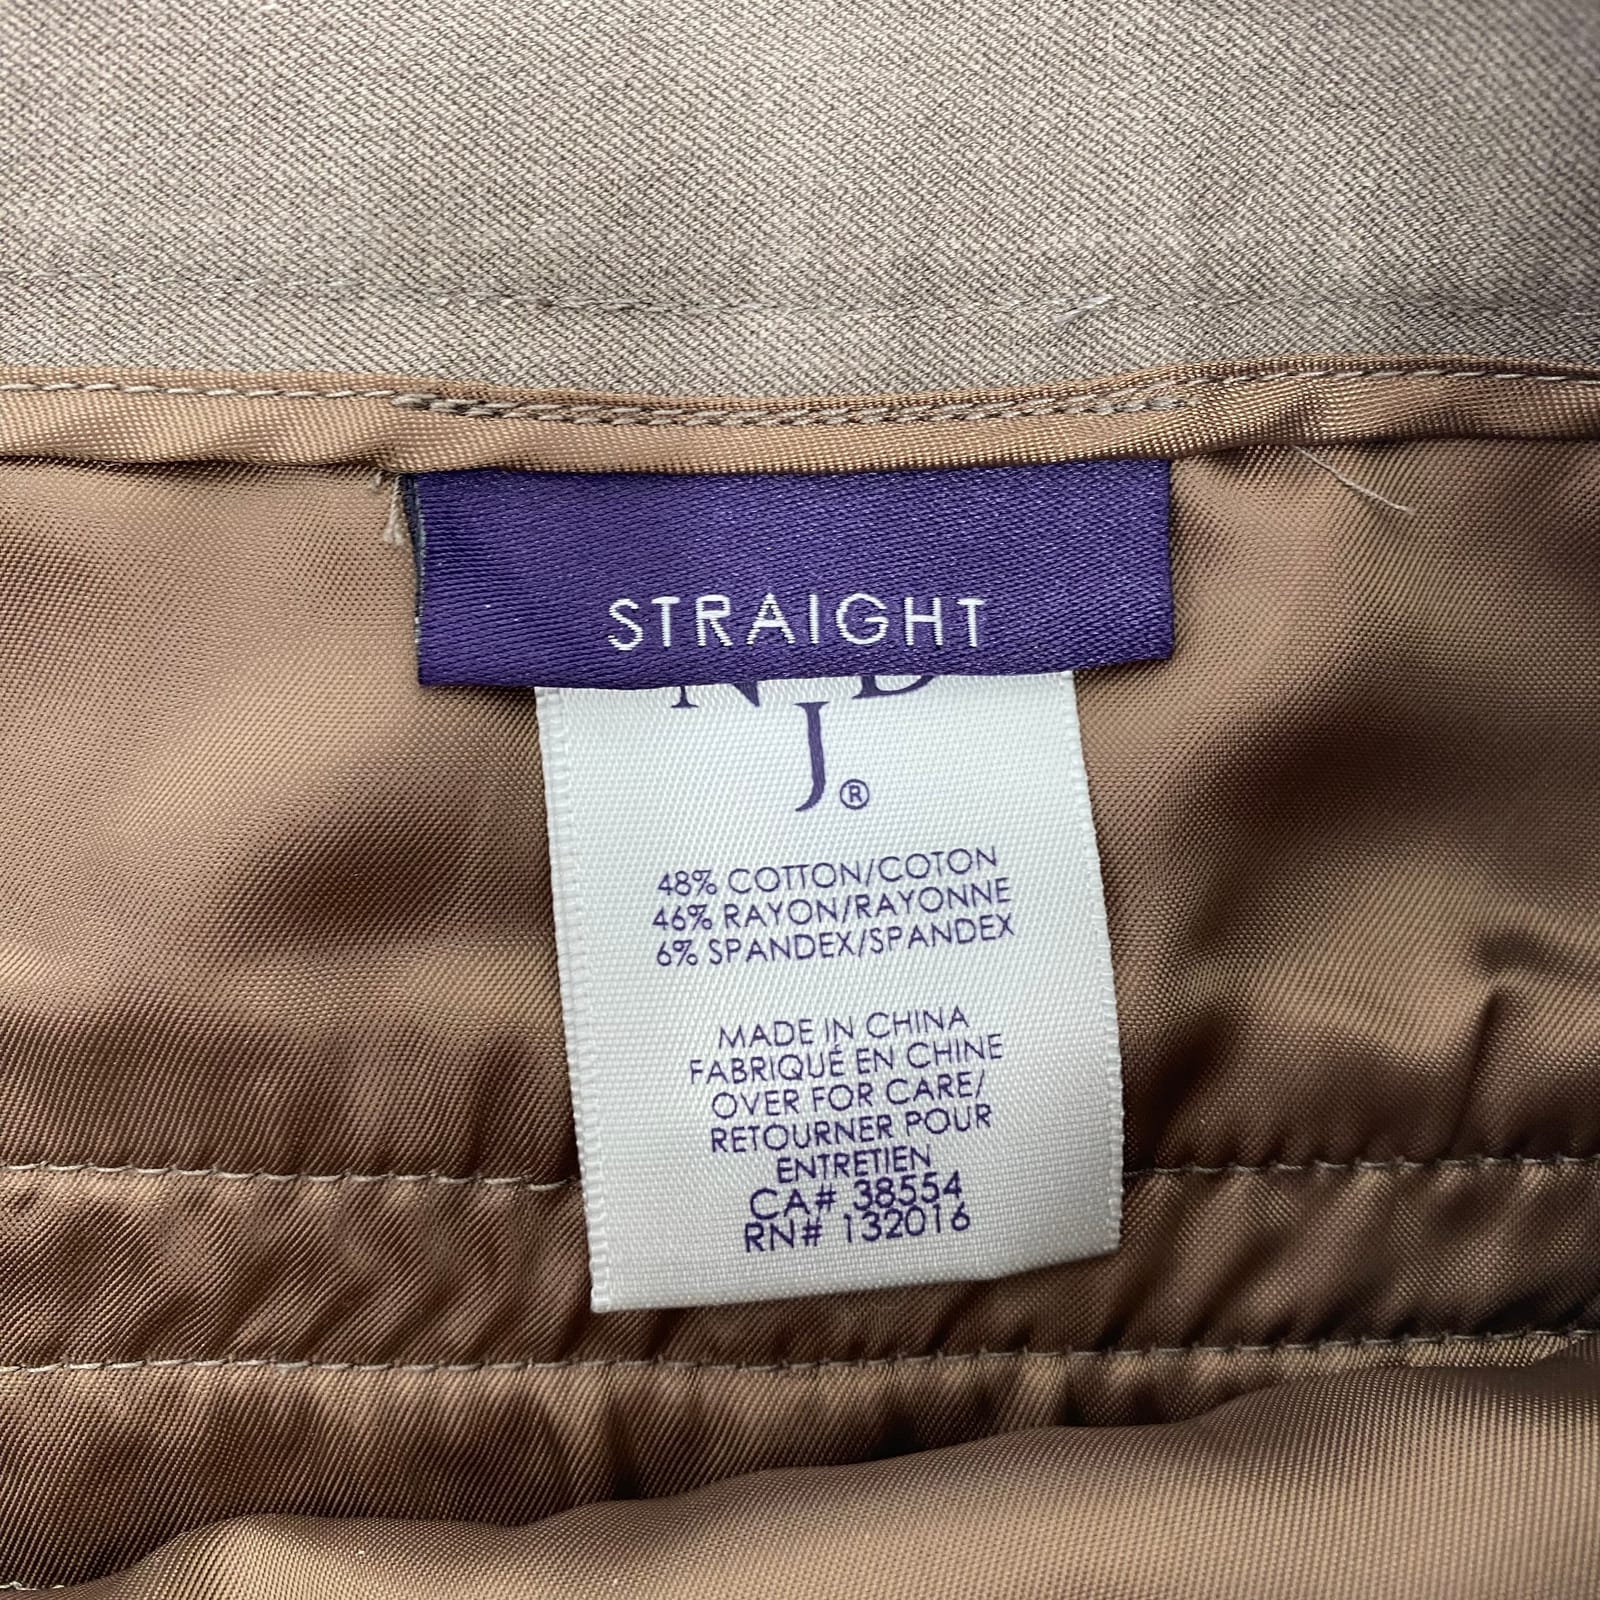 STRAIGHT
N D
J®
48% COTTON/COTON
46% RAYON/RAYONNE
6% SPANDEX/SPANDEX
MADE IN CHINA
FABRIQUÉ EN CHINE
OVER FOR CARE/
RETOURNER POUR
ENTRETIEN
CA# 38554
RN# 132016